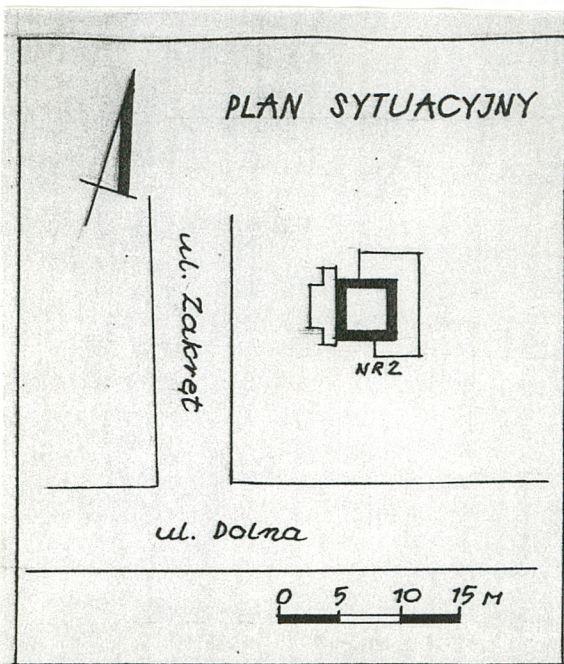 PLAN SYTUACYJNY
ul. Zakręt
NR2
ul. Dolna
0 5 10 15 M